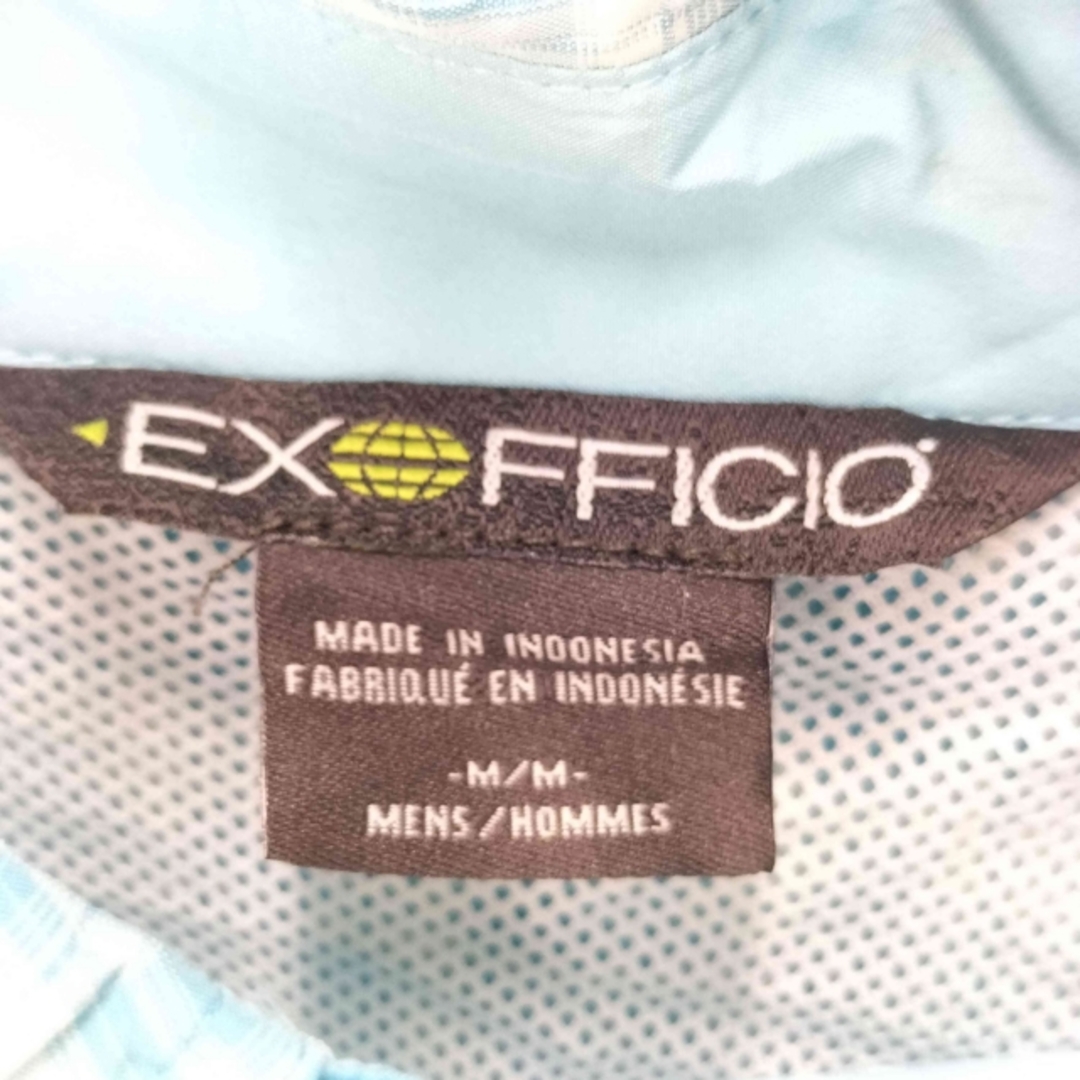 EXOFFICIO
MADE IN INDONESIA
FABRIQUÉ EN INDONÉSIE
-M/M-
MENS/HOMMES